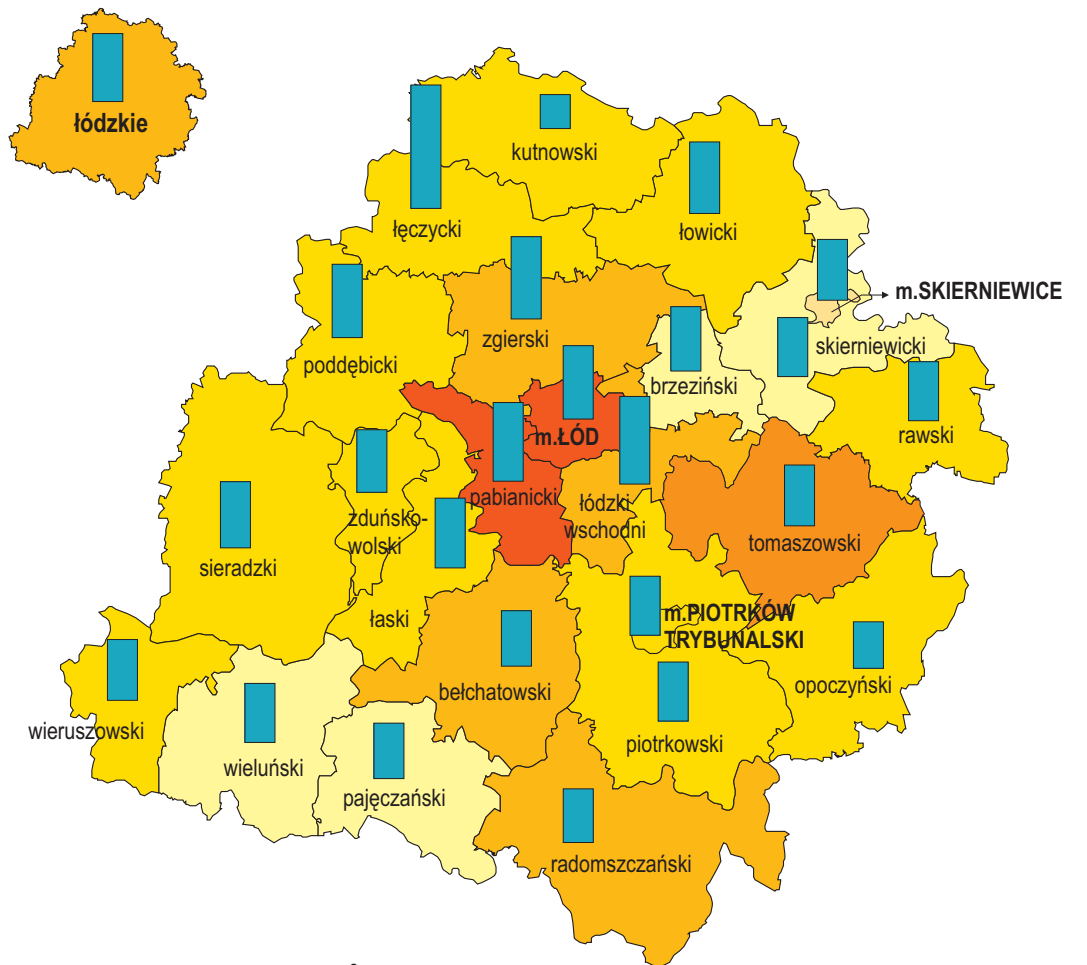 łódzkie
kutnowski
łęczycki
łowicki
m.SKIERNIEWICE
zgierski
skierniewicki
poddębicki
brzeziński
rawski
m.ŁÓD
pabianicki
łódzki
wschodni
zduńsko-
wolski
tomaszowski
sieradzki
łaski
m.PIOTRKÓW
TRYBUNALSKI
opoczyński
bełchatowski
wieruszowski
piotrkowski
wieluński
pajęczański
radomszczański